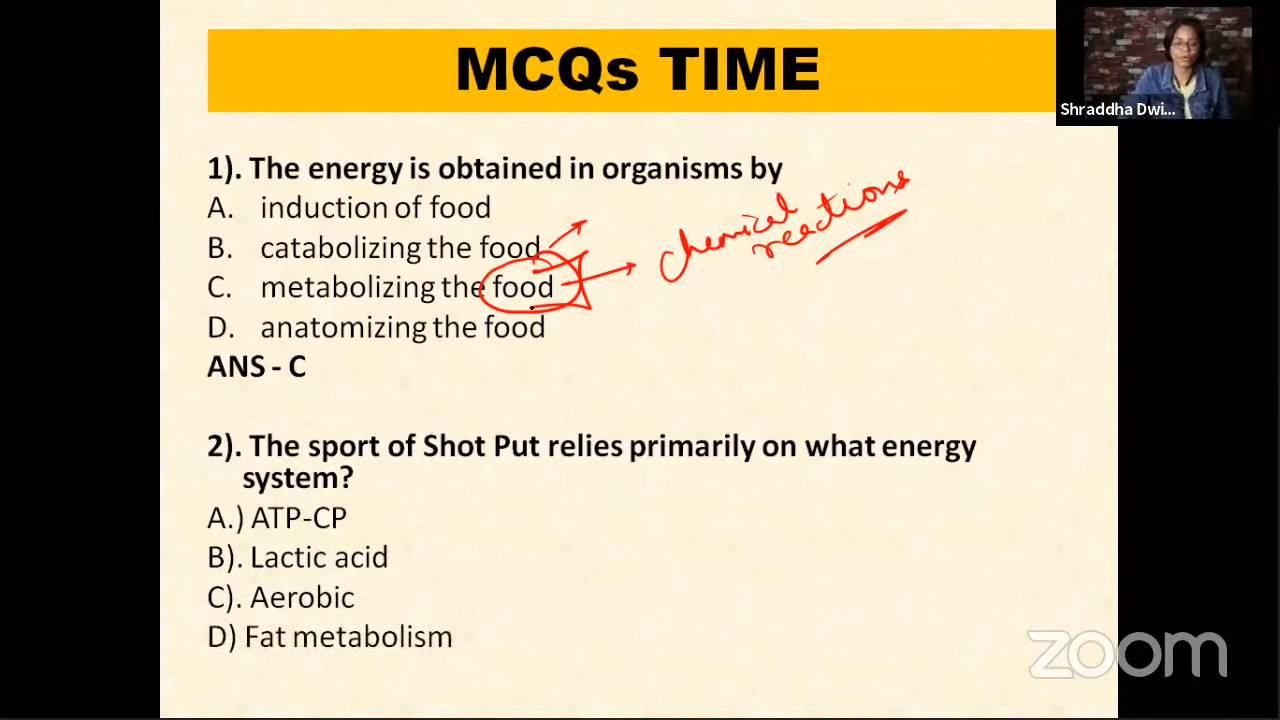 MCQs TIME
Shraddha Dwi...
1). The energy is obtained in organisms by
A. induction of food
B. catabolizing the food
C. metabolizing the food
D. anatomizing the food
chemical
reactions
ANS - C
2). The sport of Shot Put relies primarily on what energy
system?
A.) ATP-CP
B). Lactic acid
C). Aerobic
D) Fat metabolism
zoom